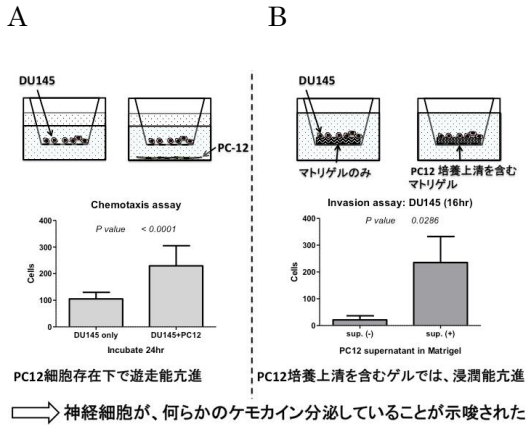 A
DU145
PC-12
Chemotaxis assay
P value < 0.0001
Cells
400
300
200
100
0
DU145 only
DU145+PC12
Incubate 24hr
PC12細胞存在下で遊走能亢進
B
DU145
マトリゲルのみ
PC12 培養上清を含む
マトリゲル
Invasion assay: DU145 (16hr)
P value 0.0286
Cells
400
300
200
100
0
sup. (-)
sup. (+)
PC12 supernatant in Matrigel
PC12培養上清を含むゲルでは、浸潤能亢進
神経細胞が、何らかのケモカイン分泌していることが示唆された